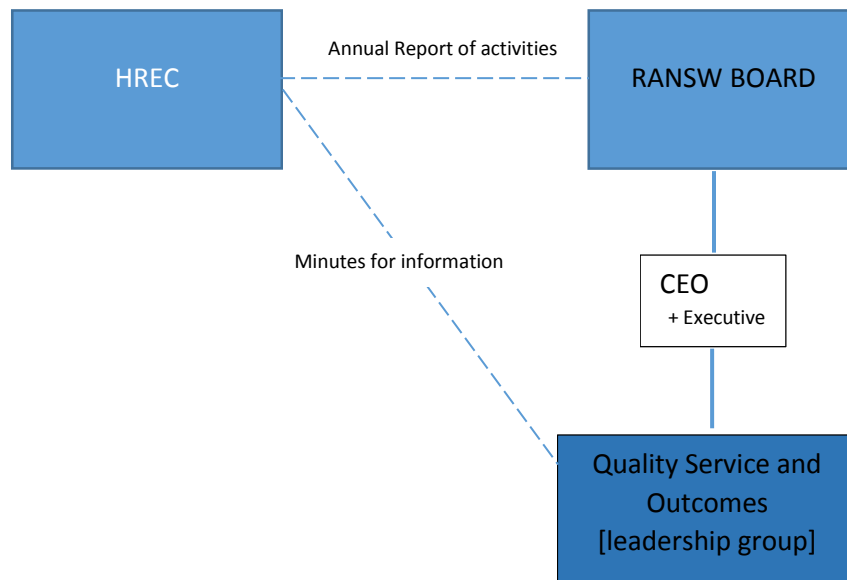 Annual Report of activities
HREC
RANSW BOARD
Minutes for information
CEO
+ Executive
Quality Service and
Outcomes
[leadership group]